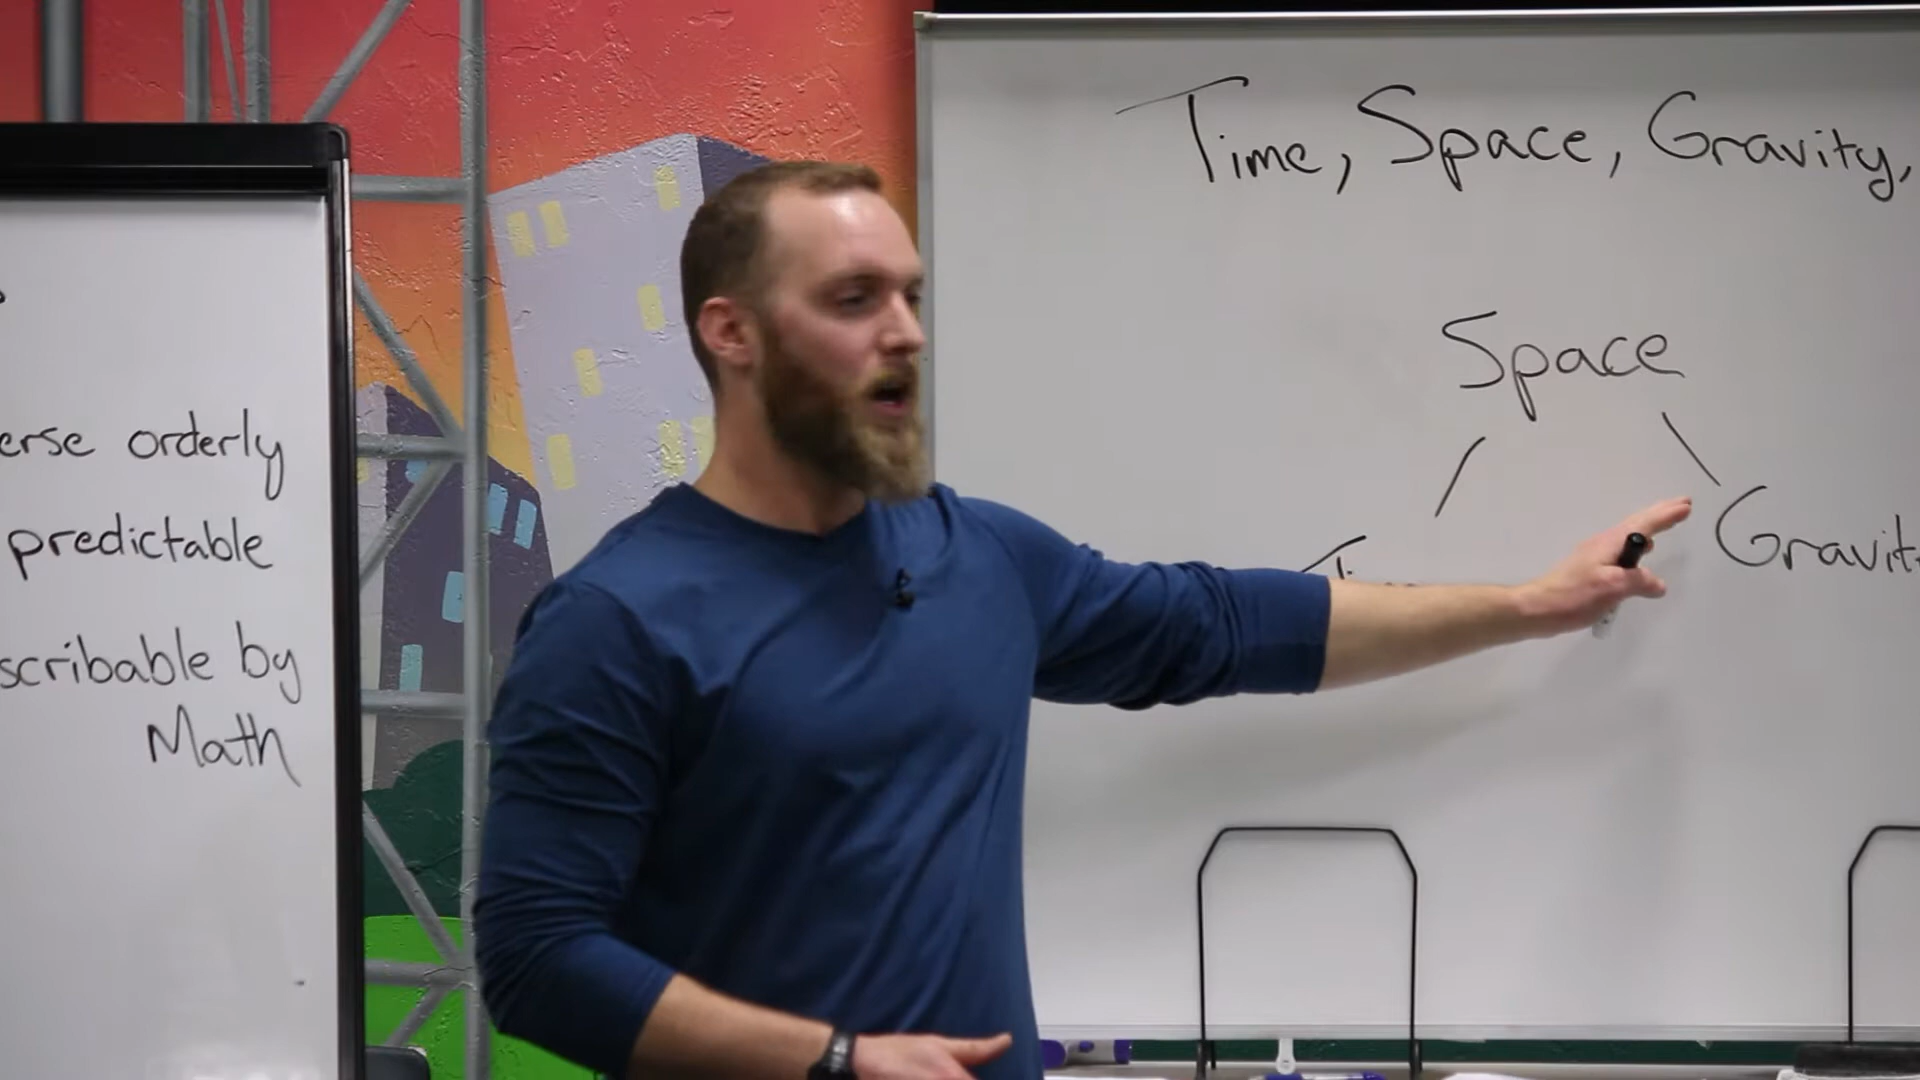 erse orderly
predictable
scribable by
Math
Time, Space, Gravity,
Space
Gravit